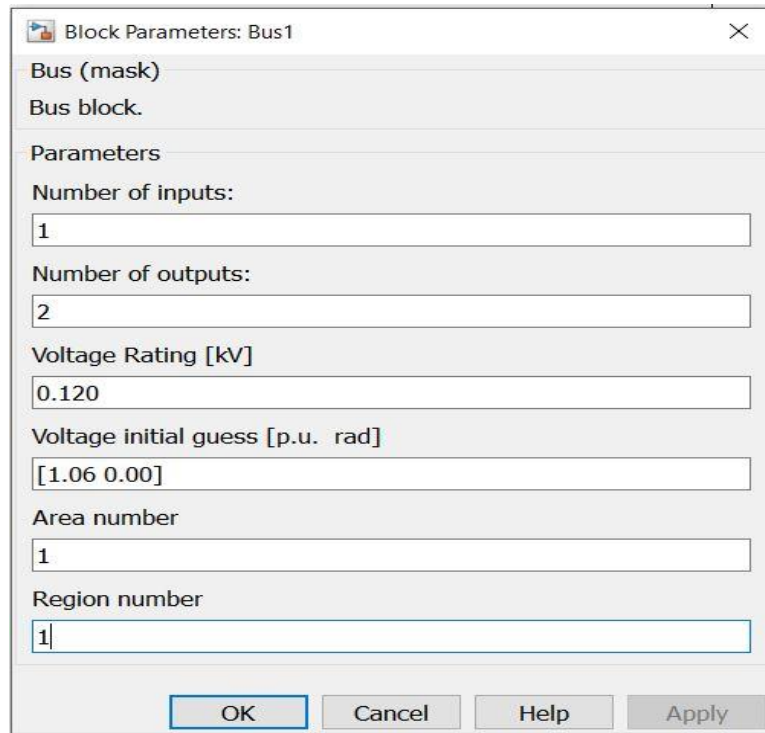 Block Parameters: Bus1
Bus (mask)
Bus block.
Parameters
Number of inputs:
1
Number of outputs:
2
Voltage Rating [kV]
0.120
Voltage initial guess [p.u.  rad]
[1.06 0.00]
Area number
1
Region number
1
OK Cancel Help Apply